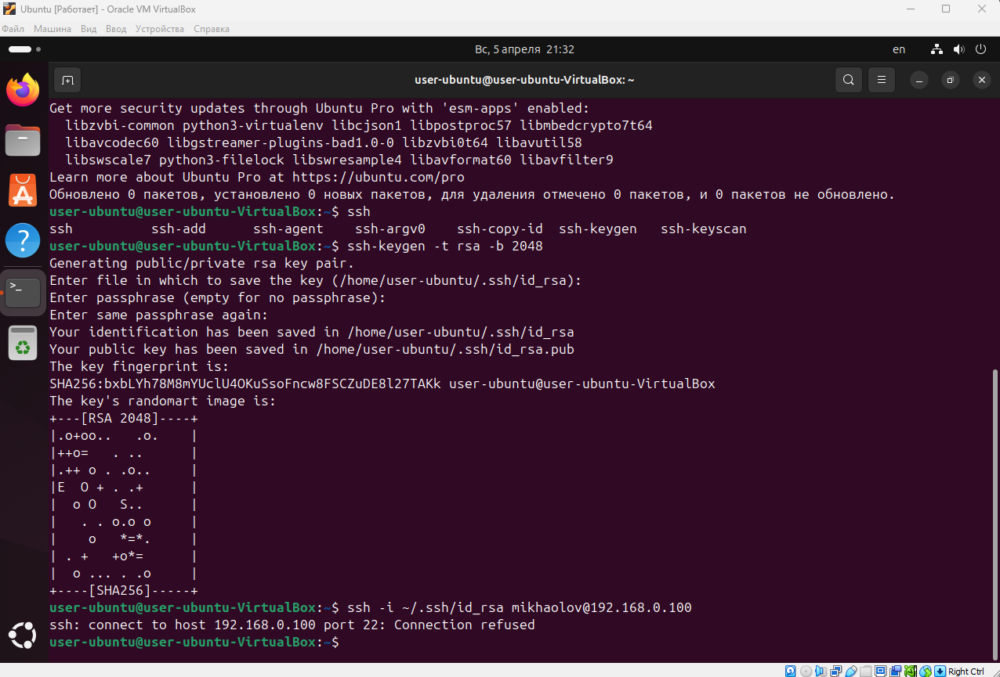 Ubuntu [Работает] - Oracle VM VirtualBox
Файл Машина Вид Ввод Устройства Справка
Вс, 5 апреля 21:32
en
user-ubuntu@user-ubuntu-VirtualBox: ~
Get more security updates through Ubuntu Pro with 'esm-apps' enabled:
  libzvbi-common python3-virtualenv libcjson1 libpostproc57 libmbedcrypto7t64
  libavcodec60 libgstreamer-plugins-bad1.0-0 libzvbi0t64 libavutil58
  libswscale7 python3-filelock libswresample4 libavformat60 libavfilter9
Learn more about Ubuntu Pro at https://ubuntu.com/pro
Обновлено 0 пакетов, установлено 0 новых пакетов, для удаления отмечено 0 пакетов, и 0 пакетов не обновлено.
user-ubuntu@user-ubuntu-VirtualBox:~$ ssh
ssh          ssh-add      ssh-agent    ssh-argv0    ssh-copy-id  ssh-keygen   ssh-keyscan
user-ubuntu@user-ubuntu-VirtualBox:~$ ssh-keygen -t rsa -b 2048
Generating public/private rsa key pair.
Enter file in which to save the key (/home/user-ubuntu/.ssh/id_rsa):
Enter passphrase (empty for no passphrase):
Enter same passphrase again:
Your identification has been saved in /home/user-ubuntu/.ssh/id_rsa
Your public key has been saved in /home/user-ubuntu/.ssh/id_rsa.pub
The key fingerprint is:
SHA256:bxbLYh78M8mYUclU4OKuSsoFncw8FSCZuDE8l27TAKk user-ubuntu@user-ubuntu-VirtualBox
The key's randomart image is:
+---[RSA 2048]----+
|.o+oo..   .o.    |
|++o=   . ..      |
|.++ o . .o..     |
|E  O + . .+      |
|  o O   S..      |
|   . . o.o o     |
|    o   *=*.     |
| . +   +o*=      |
|  o ... . .o     |
+----[SHA256]-----+
user-ubuntu@user-ubuntu-VirtualBox:~$ ssh -i ~/.ssh/id_rsa mikhaolov@192.168.0.100
ssh: connect to host 192.168.0.100 port 22: Connection refused
user-ubuntu@user-ubuntu-VirtualBox:~$
Right Ctrl